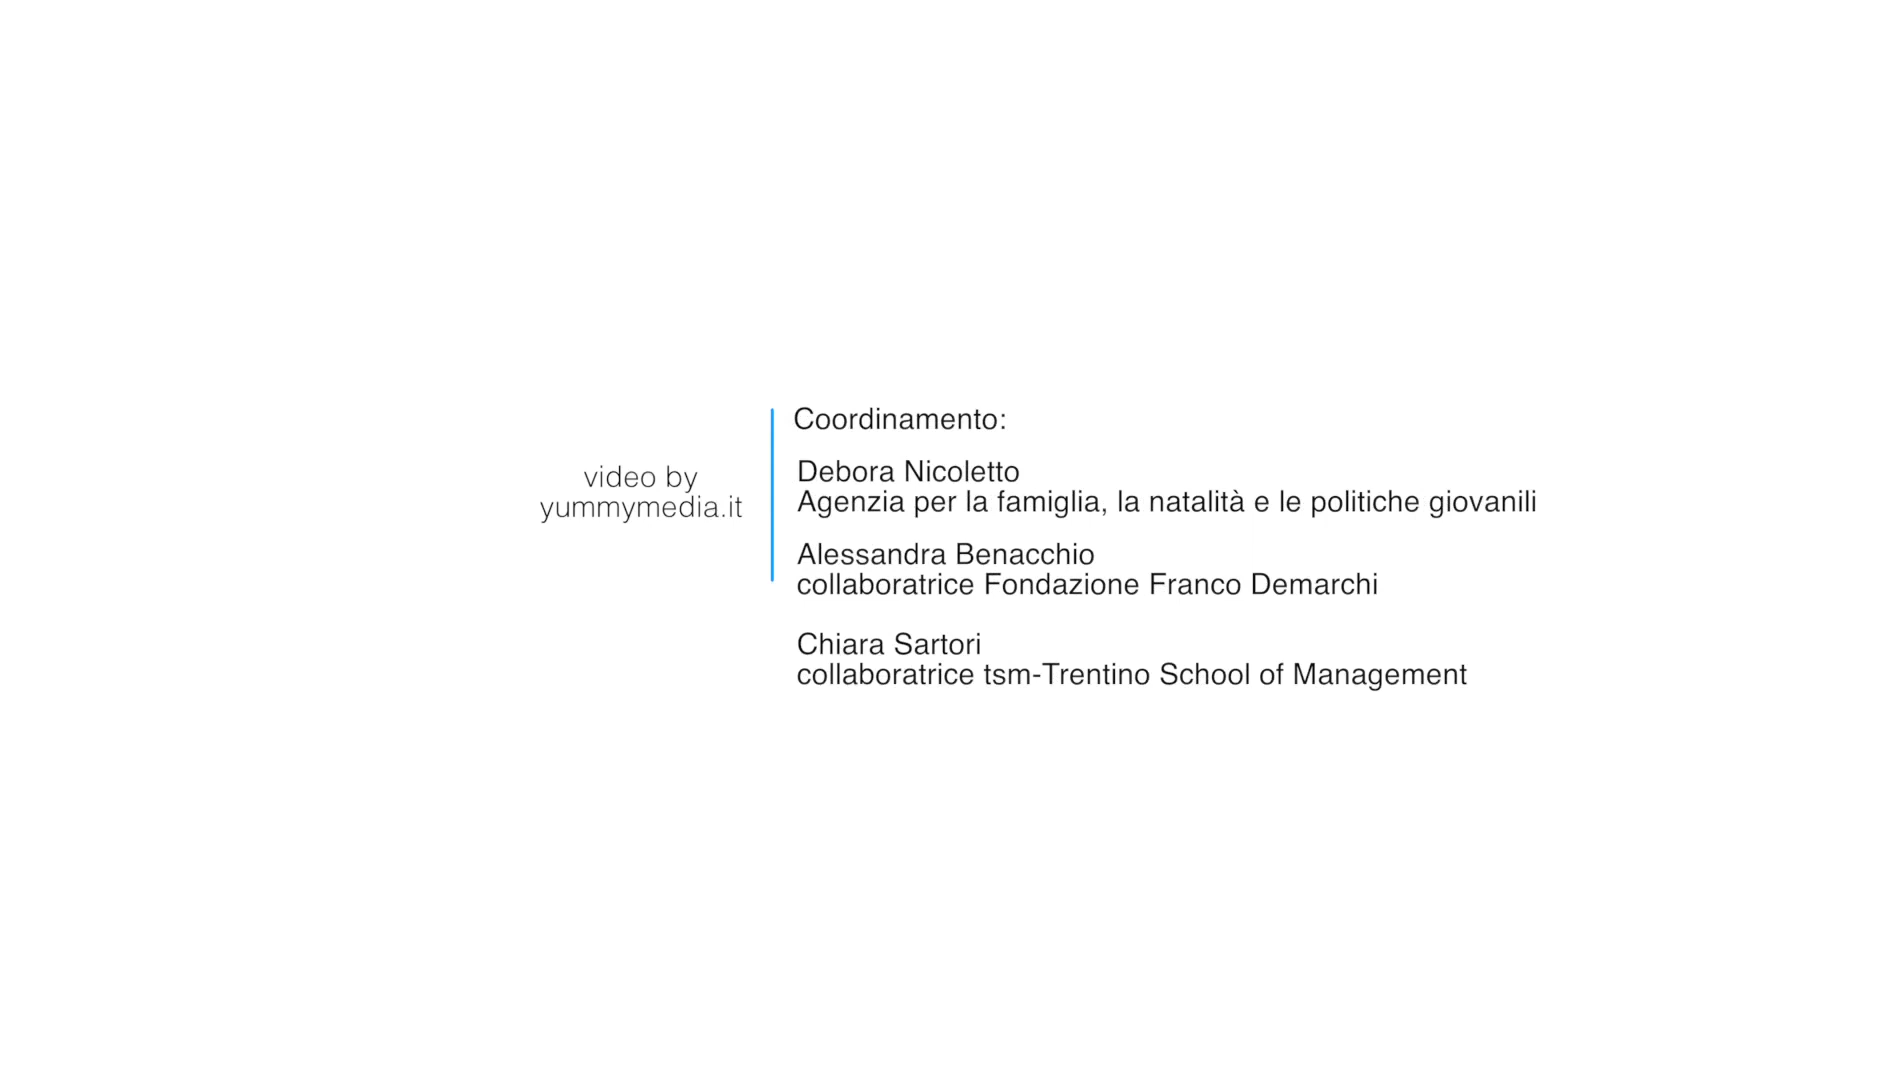 video by
yummymedia.it
Coordinamento:
Debora Nicoletto
Agenzia per la famiglia, la natalità e le politiche giovanili
Alessandra Benacchio
collaboratrice Fondazione Franco Demarchi
Chiara Sartori
collaboratrice tsm-Trentino School of Management